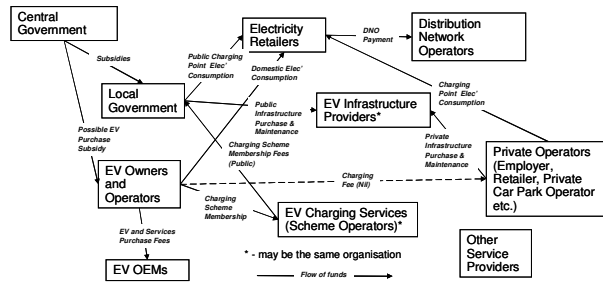 Central
Government
Electricity
Retailers
DNO
Payment
Distribution
Network
Operators
Subsidies
Public Charging
Point Elec'
Consumption
Domestic Elec'
Consumption
Charging
Point Elec'
Consumption
Local
Government
Public
Infrastructure
Purchase &
Maintenance
EV Infrastructure
Providers*
Possible EV
Purchase
Subsidy
Charging Scheme
Membership Fees
(Public)
Private
Infrastructure
Purchase &
Maintenance
Private Operators
(Employer,
Retailer, Private
Car Park Operator
etc.)
EV Owners
and
Operators
Charging
Fee (Nil)
Charging
Scheme
Membership
EV Charging Services
(Scheme Operators)*
EV and Services
Purchase Fees
* - may be the same organisation
Other
Service
Providers
EV OEMs
Flow of funds